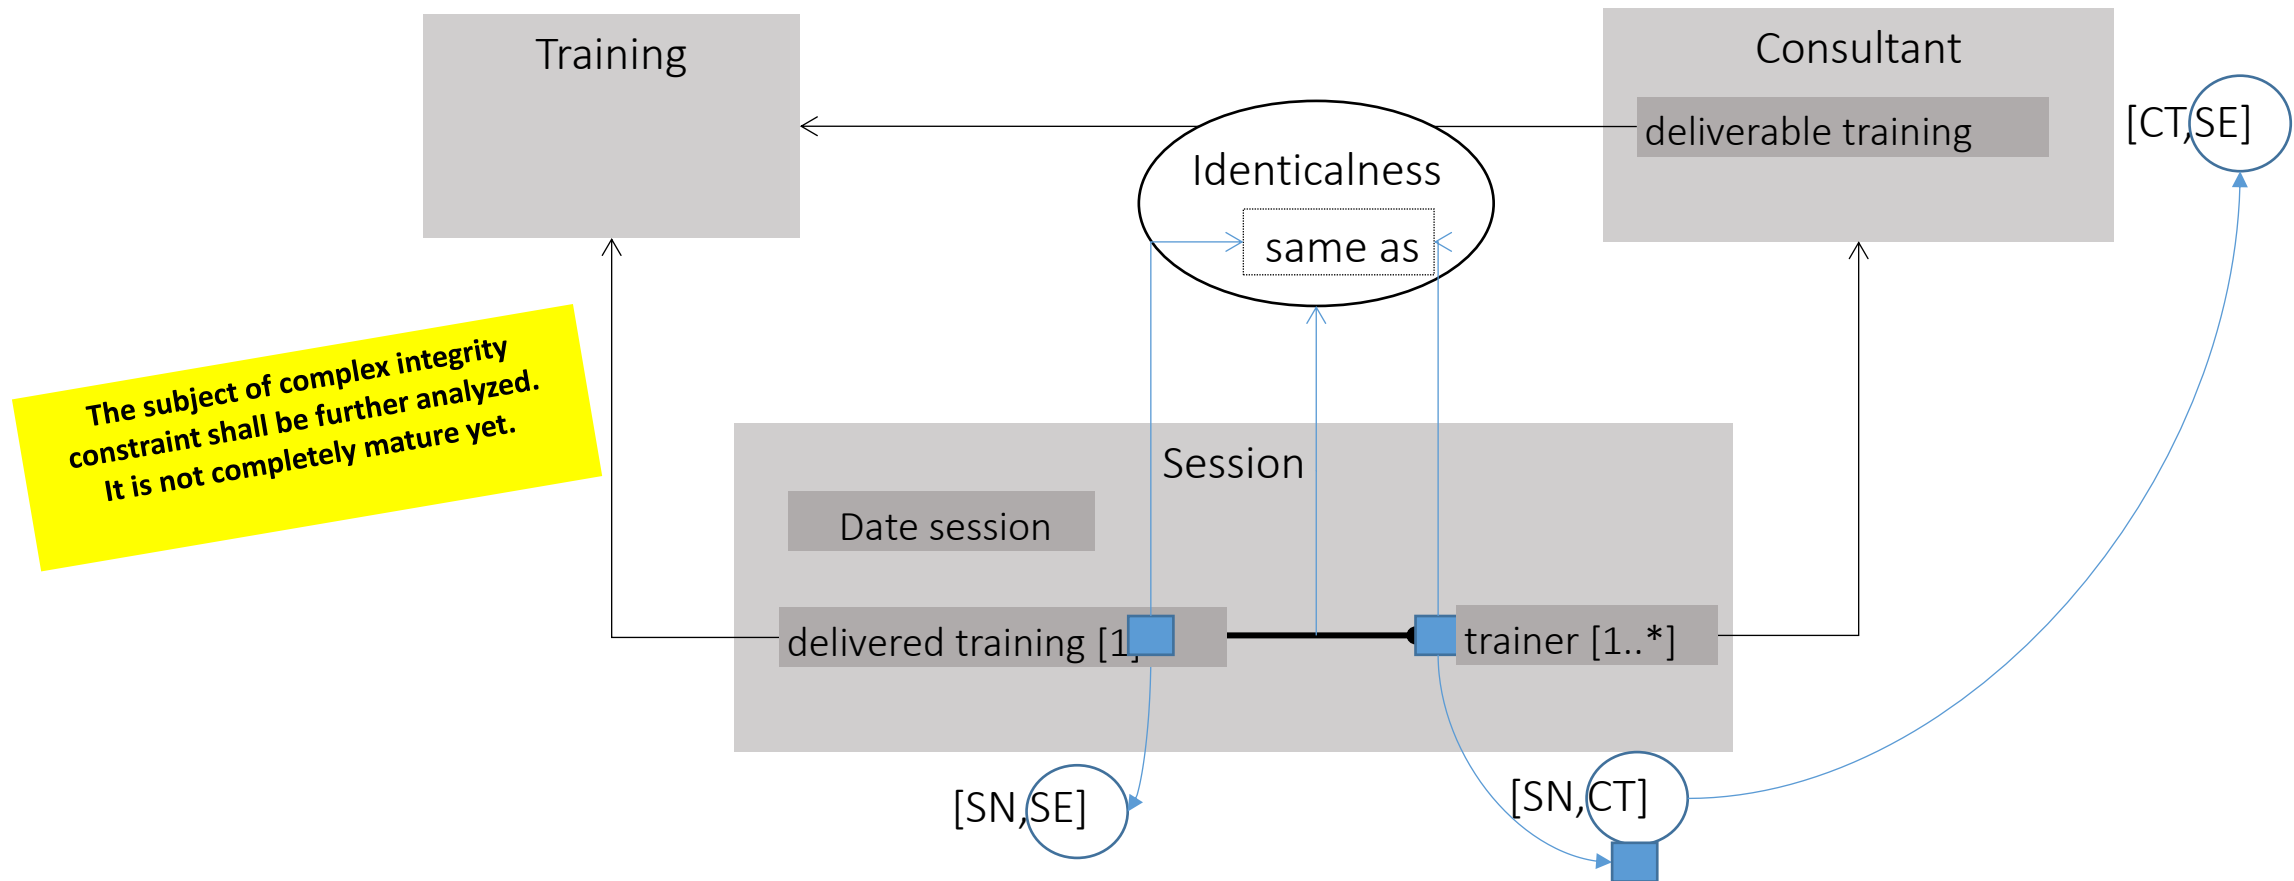 Training
Consultant
deliverable training
[CT,SE]
Identicalness
same as
The subject of complex integrity
constraint shall be further analyzed.
It is not completely mature yet.
Session
Date session
delivered training [1]
trainer [1..*]
[SN,SE]
[SN,CT]